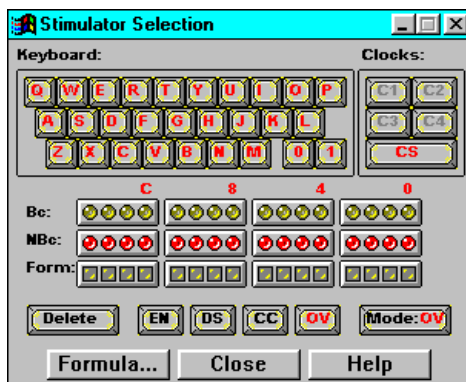 Stimulator Selection
Keyboard: Clocks:
Q W E R T Y U I O P C1 C2
A S D F G H J K L C3 C4
Z X C V B N M 0 1 CS
C 8 4 0
Bc:
NBc:
Form:
Delete EN DS CC OV Mode:OV
Formula... Close Help